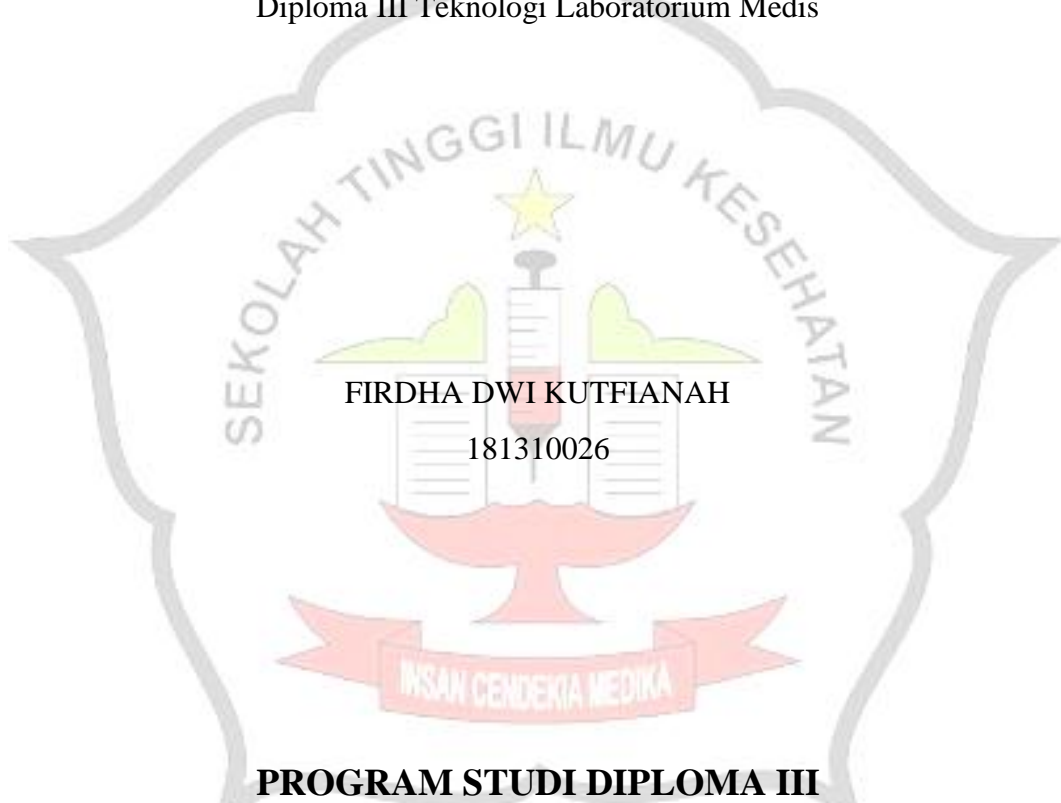 Diploma III Teknologi Laboratorium Medis
SEKOLAH TINGGI ILMU KESEHATAN
FIRDHA DWI KUTFIANAH
181310026
INSAN CENDEKIA MEDIKA
PROGRAM STUDI DIPLOMA III